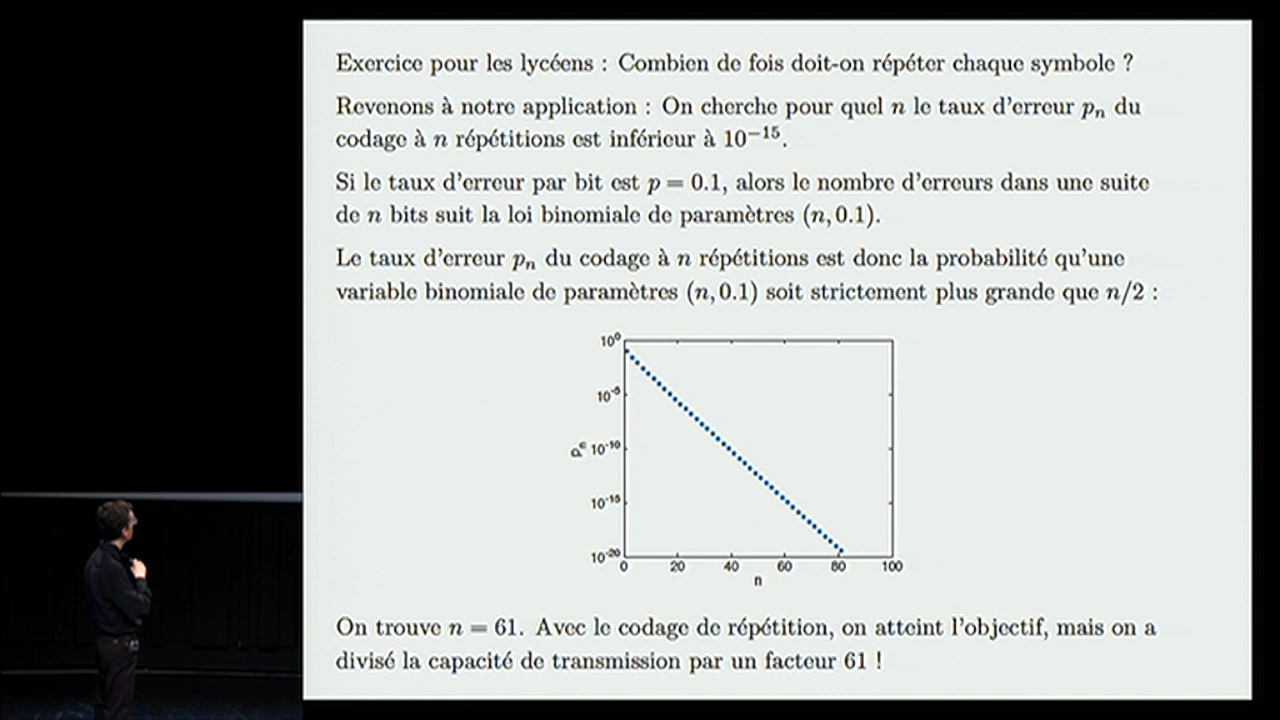 Exercice pour les lycéens : Combien de fois doit-on répéter chaque symbole ?
Revenons à notre application : On cherche pour quel n le taux d'erreur pₙ du
codage à n répétitions est inférieur à 10⁻¹⁵.
Si le taux d'erreur par bit est p = 0.1, alors le nombre d'erreurs dans une suite
de n bits suit la loi binomiale de paramètres (n, 0.1).
Le taux d'erreur pₙ du codage à n répétitions est donc la probabilité qu'une
variable binomiale de paramètres (n, 0.1) soit strictement plus grande que n/2 :
10⁰
10⁻⁵
10⁻¹⁰
10⁻¹⁵
10⁻²⁰
0 20 40 60 80 100
n
On trouve n = 61. Avec le codage de répétition, on atteint l'objectif, mais on a
divisé la capacité de transmission par un facteur 61 !